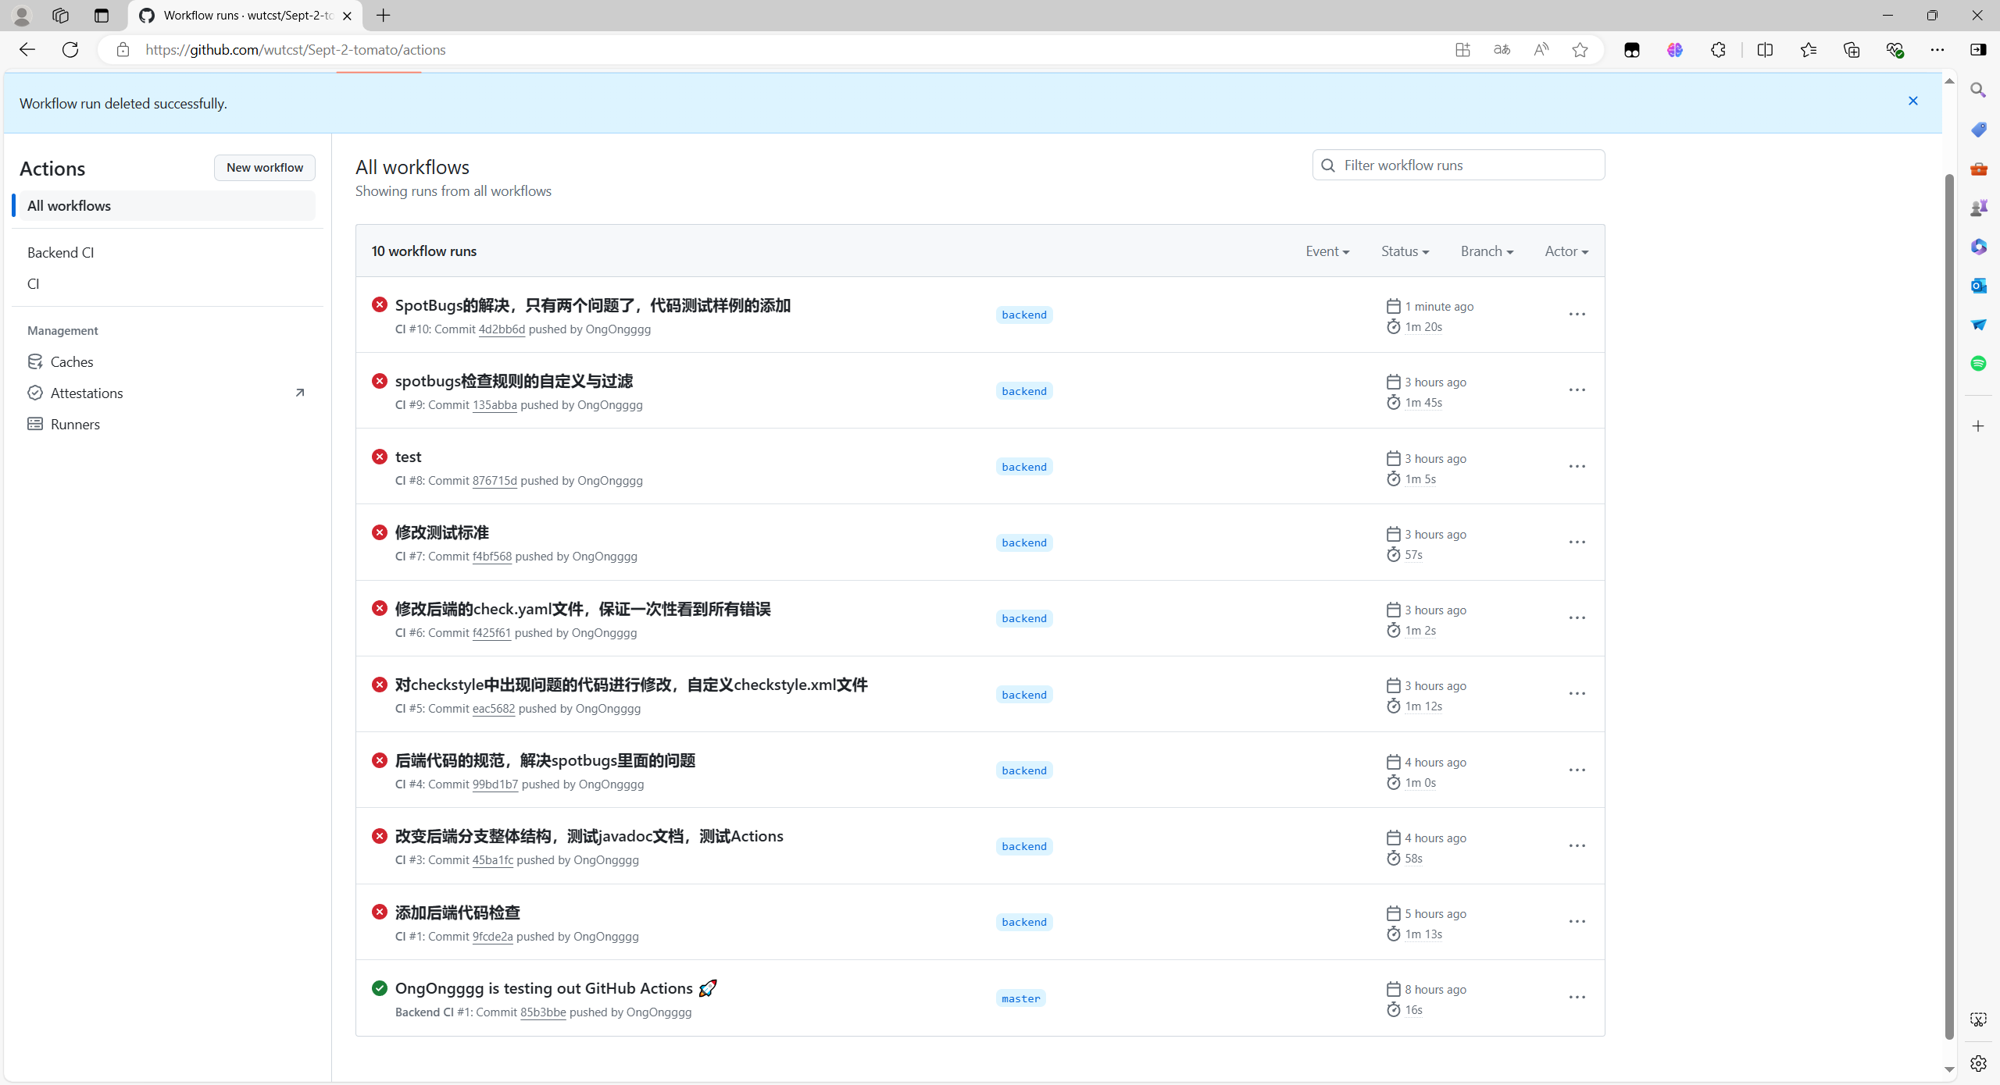 Workflow runs · wutcst/Sept-2-to
https://github.com/wutcst/Sept-2-tomato/actions
Workflow run deleted successfully.
Actions
New workflow
All workflows
Backend CI
CI
Management
Caches
Attestations
Runners
All workflows
Showing runs from all workflows
Filter workflow runs
10 workflow runs
Event
Status
Branch
Actor
SpotBugs的解决，只有两个问题了，代码测试样例的添加
CI #10: Commit 4d2bb6d pushed by OngOngggg
backend
1 minute ago
1m 20s
spotbugs检查规则的自定义与过滤
CI #9: Commit 135abba pushed by OngOngggg
backend
3 hours ago
1m 45s
test
CI #8: Commit 876715d pushed by OngOngggg
backend
3 hours ago
1m 5s
修改测试标准
CI #7: Commit f4bf568 pushed by OngOngggg
backend
3 hours ago
57s
修改后端的check.yaml文件，保证一次性看到所有错误
CI #6: Commit f425f61 pushed by OngOngggg
backend
3 hours ago
1m 2s
对checkstyle中出现问题的代码进行修改，自定义checkstyle.xml文件
CI #5: Commit eac5682 pushed by OngOngggg
backend
3 hours ago
1m 12s
后端代码的规范，解决spotbugs里面的问题
CI #4: Commit 99bd1b7 pushed by OngOngggg
backend
4 hours ago
1m 0s
改变后端分支整体结构，测试javadoc文档，测试Actions
CI #3: Commit 45ba1fc pushed by OngOngggg
backend
4 hours ago
58s
添加后端代码检查
CI #1: Commit 9fcde2a pushed by OngOngggg
backend
5 hours ago
1m 13s
OngOngggg is testing out GitHub Actions 🚀
Backend CI #1: Commit 85b3bbe pushed by OngOngggg
master
8 hours ago
16s